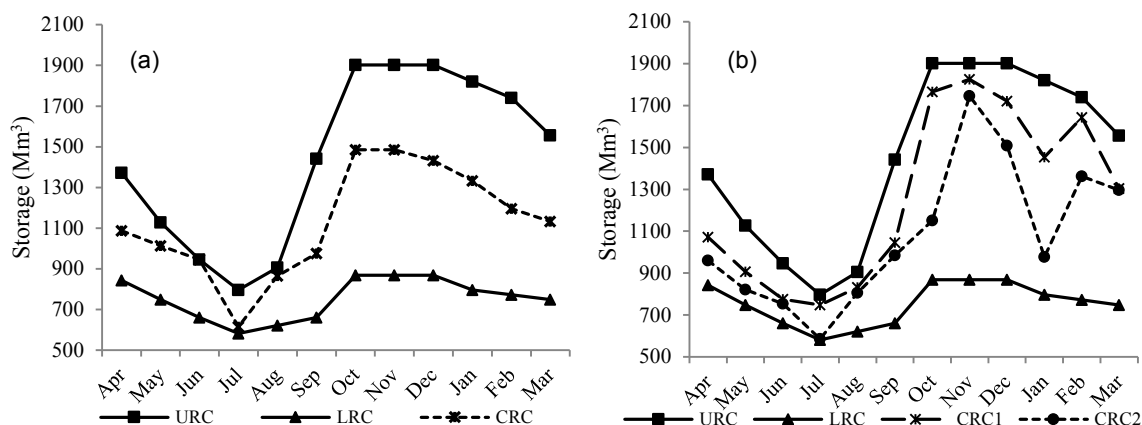 2100
1900
1700
1500
1300
1100
900
700
500
Storage (Mm³)
(a)
Apr May Jun Jul Aug Sep Oct Nov Dec Jan Feb Mar
URC LRC CRC
2100
1900
1700
1500
1300
1100
900
700
500
Storage (Mm³)
(b)
Apr May Jun Jul Aug Sep Oct Nov Dec Jan Feb Mar
URC LRC CRC1 CRC2